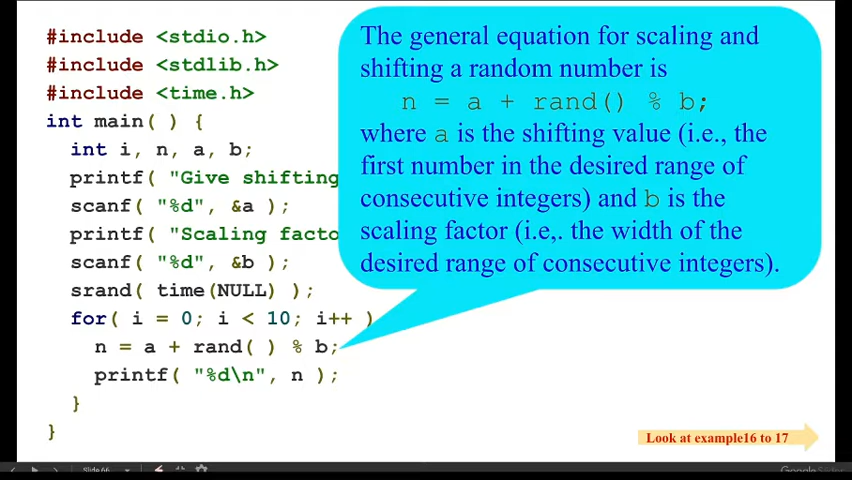 #include <stdio.h>
#include <stdlib.h>
#include <time.h>
int main( ) {
int i, n, a, b;
printf( "Give shifting
scanf( "%d", &a );
printf( "Scaling facto
scanf( "%d", &b );
srand( time(NULL) );
for( i = 0; i < 10; i++ )
n = a + rand( ) % b;
printf( "%d\n", n );
}
}
The general equation for scaling and
shifting a random number is
n = a + rand() % b;
where a is the shifting value (i.e., the
first number in the desired range of
consecutive integers) and b is the
scaling factor (i.e,. the width of the
desired range of consecutive integers).
Look at example16 to 17
Slide 66